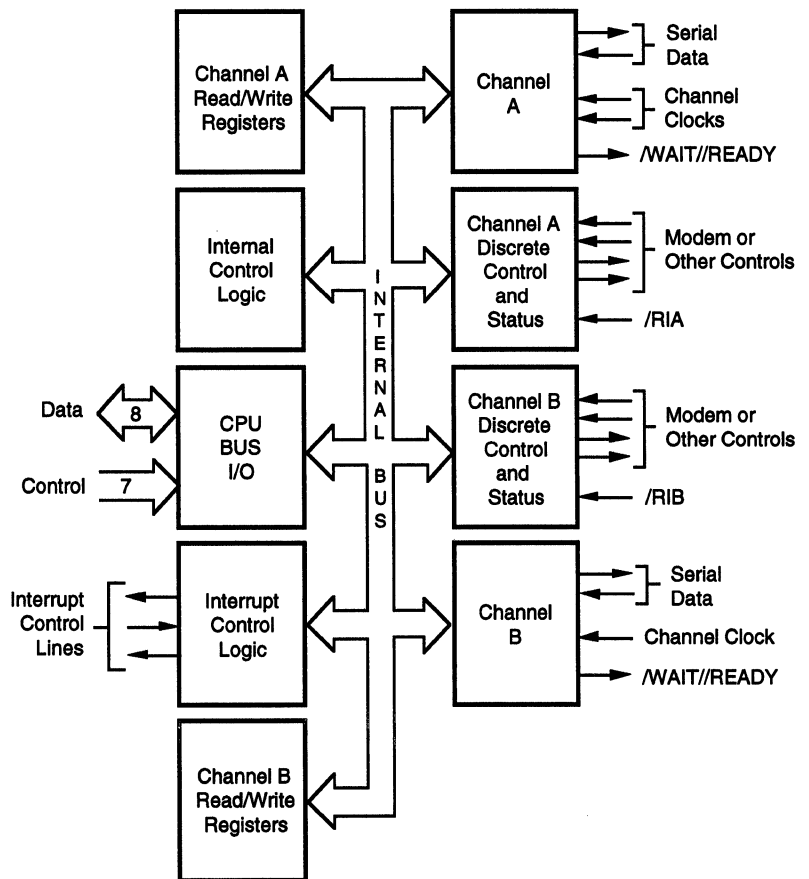 Channel A
Read/Write
Registers
Channel
A
Serial
Data
Channel
Clocks
/WAIT//READY
Internal
Control
Logic
Channel A
Discrete
Control
and
Status
Modem or
Other Controls
/RIA
INTERNAL BUS
Data
8
Control
7
CPU
BUS
I/O
Channel B
Discrete
Control
and
Status
Modem or
Other Controls
/RIB
Interrupt
Control
Lines
Interrupt
Control
Logic
Channel
B
Serial
Data
Channel Clock
/WAIT//READY
Channel B
Read/Write
Registers